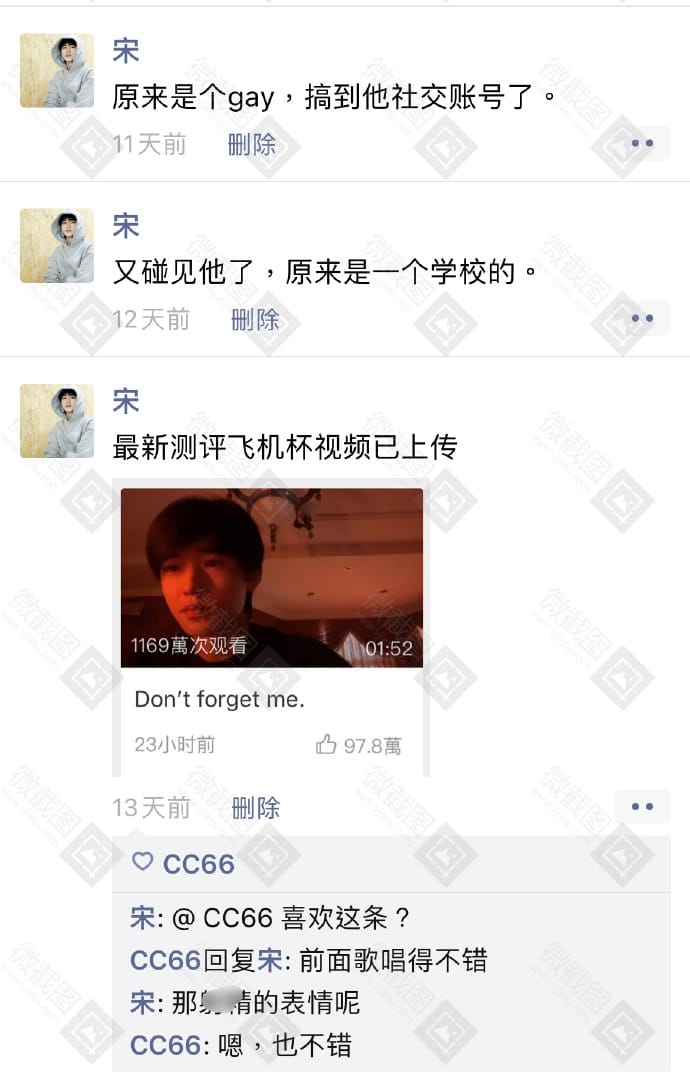 宋
原来是个gay，搞到他社交账号了。
11天前 删除
宋
又碰见他了，原来是一个学校的。
12天前 删除
宋
最新测评飞机杯视频已上传
1169萬次观看 01:52
Don't forget me.
23小时前 97.8萬
13天前 删除
CC66
宋: @ CC66 喜欢这条？
CC66回复宋: 前面歌唱得不错
宋: 那的表情呢
CC66: 嗯，也不错
微截图